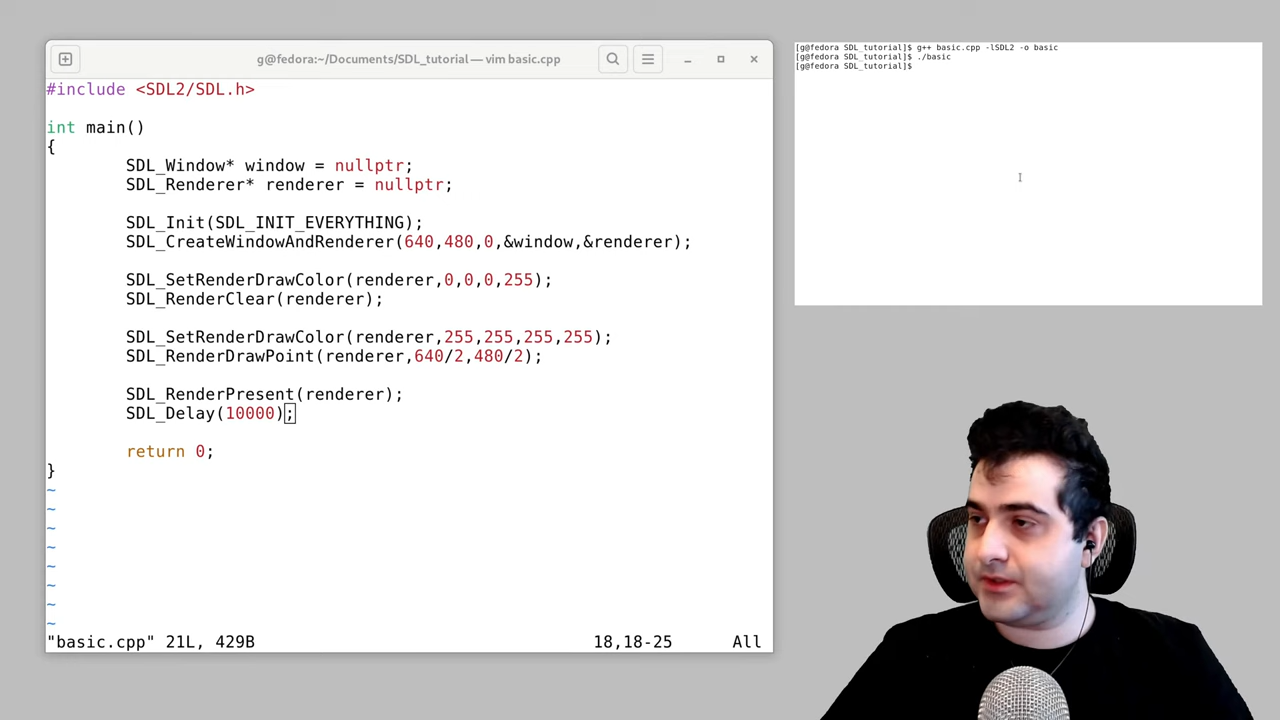 g@fedora:~/Documents/SDL_tutorial — vim basic.cpp
#include <SDL2/SDL.h>
int main()
{
SDL_Window* window = nullptr;
SDL_Renderer* renderer = nullptr;
SDL_Init(SDL_INIT_EVERYTHING);
SDL_CreateWindowAndRenderer(640,480,0,&window,&renderer);
SDL_SetRenderDrawColor(renderer,0,0,0,255);
SDL_RenderClear(renderer);
SDL_SetRenderDrawColor(renderer,255,255,255,255);
SDL_RenderDrawPoint(renderer,640/2,480/2);
SDL_RenderPresent(renderer);
SDL_Delay(10000);
return 0;
}
~
~
~
~
~
~
~
~
"basic.cpp" 21L, 429B 18,18-25 All
[g@fedora SDL_tutorial]$ g++ basic.cpp -lSDL2 -o basic
[g@fedora SDL_tutorial]$ ./basic
[g@fedora SDL_tutorial]$